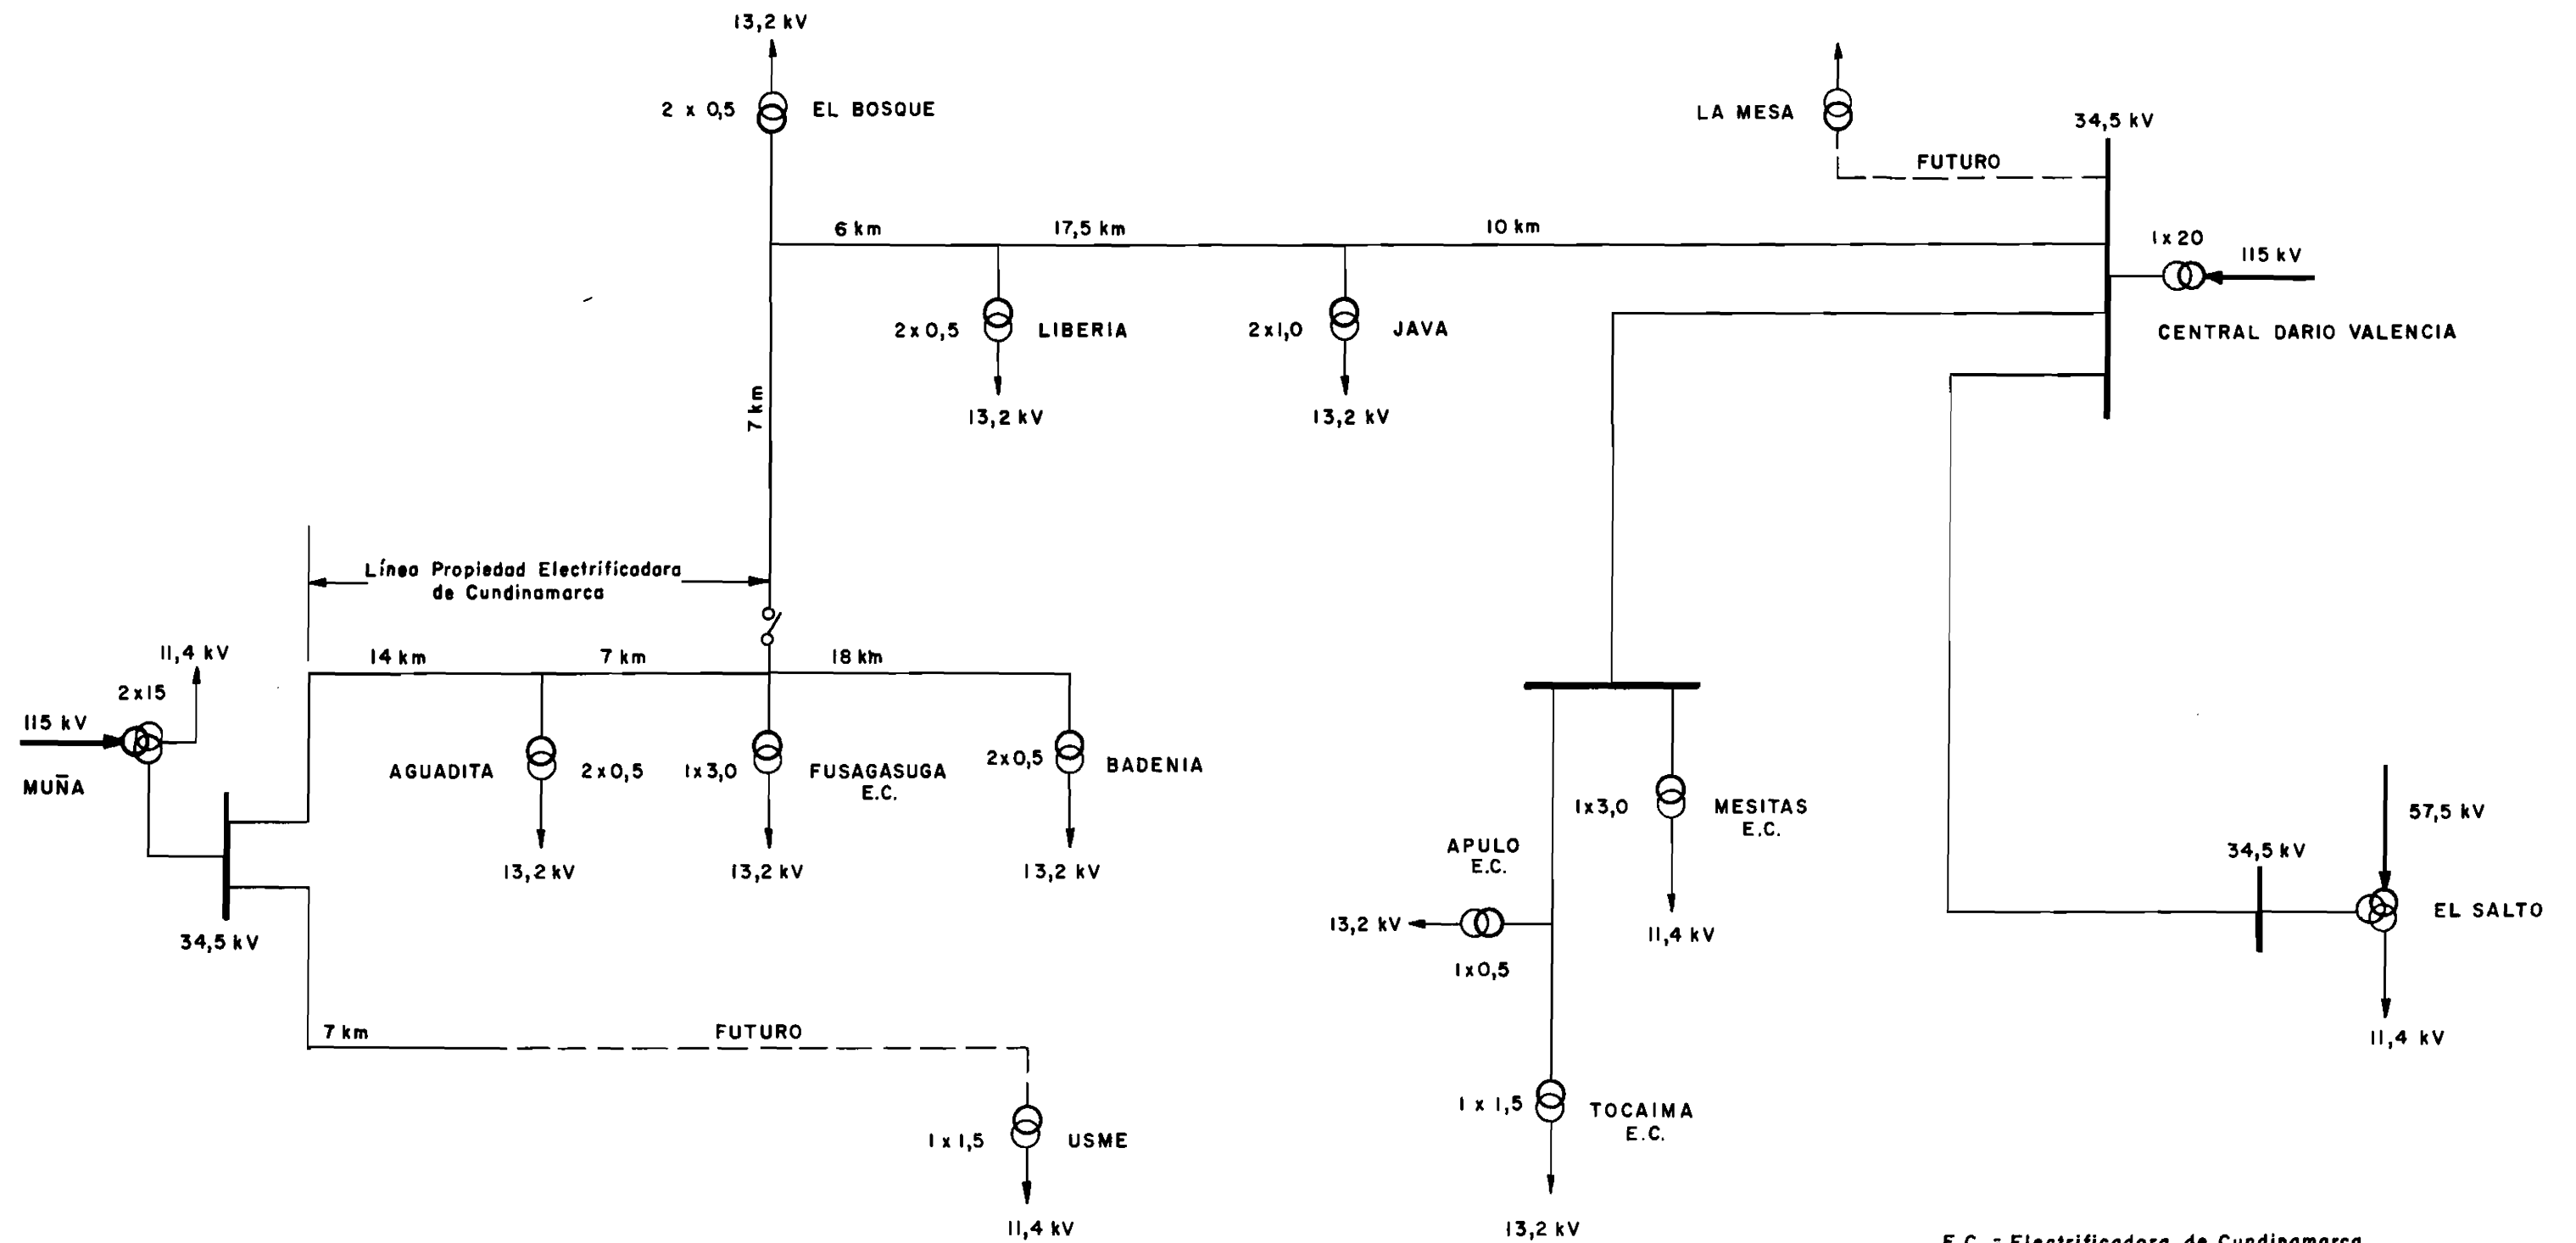 13,2 kV
2 x 0,5
EL BOSQUE
LA MESA
34,5 kV
FUTURO
6 km
17,5 km
10 km
1x20
115 kV
2x0,5
LIBERIA
2x1,0
JAVA
CENTRAL DARIO VALENCIA
13,2 kV
13,2 kV
7 km
Línea Propiedad Electrificadora
de Cundinamarca
11,4 kV
14 km
7 km
18 km
2x15
115 kV
MUÑA
AGUADITA
2x0,5
1x3,0
FUSAGASUGA
E.C.
2x0,5
BADENIA
13,2 kV
13,2 kV
13,2 kV
34,5 kV
1x3,0
MESITAS
E.C.
APULO
E.C.
13,2 kV
1x0,5
11,4 kV
57,5 kV
34,5 kV
EL SALTO
11,4 kV
7 km
FUTURO
1 x 1,5
USME
11,4 kV
1 x 1,5
TOCAIMA
E.C.
13,2 kV
E.C. = Electrificadora de Cundinamarca